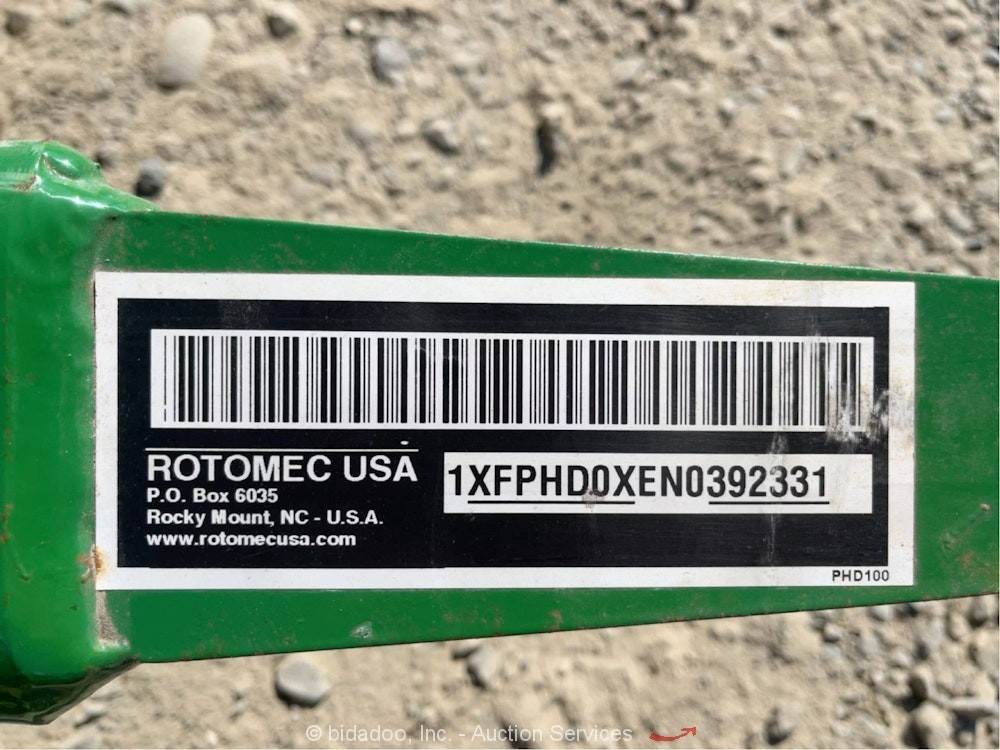 ROTOMEC USA
P.O. Box 6035
Rocky Mount, NC - U.S.A.
www.rotomecusa.com
1XFPHD0XEN0392331
PHD100
© bidadoo, Inc. - Auction Services